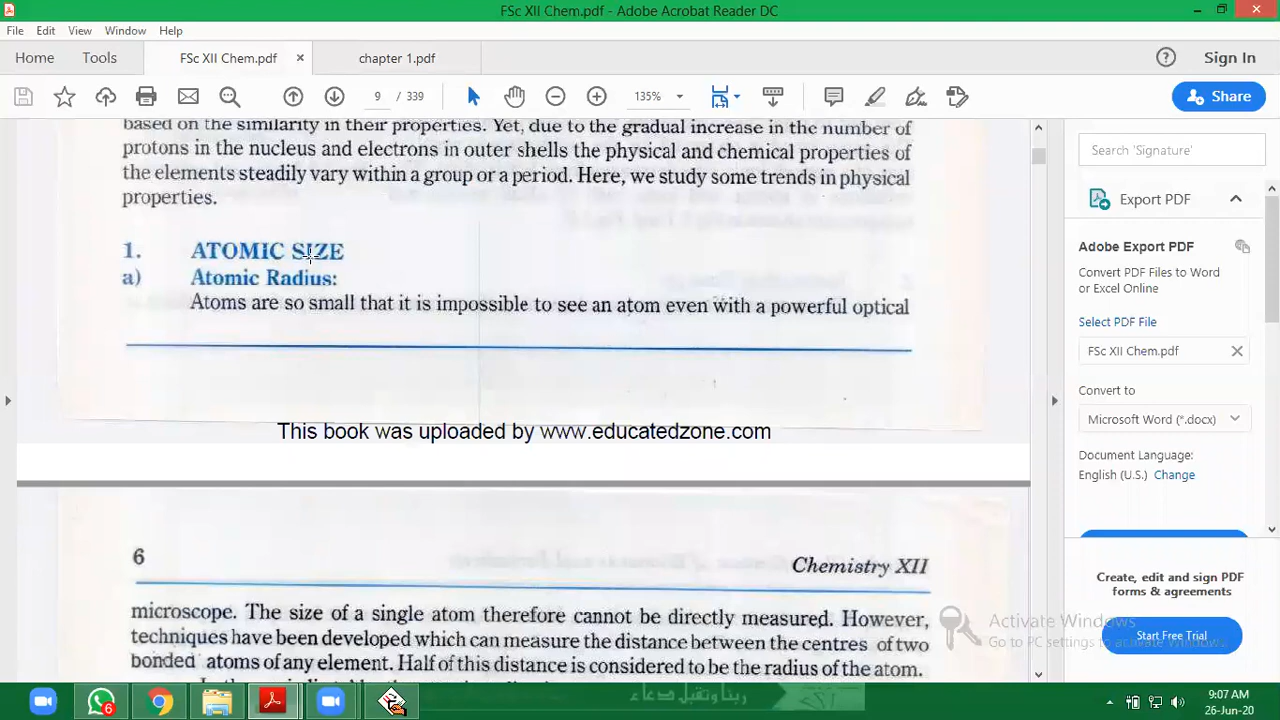 FSc XII Chem.pdf - Adobe Acrobat Reader DC
File Edit View Window Help
Home Tools FSc XII Chem.pdf × chapter 1.pdf ? Sign In
9 / 339 135% Share
based on the similarity in their properties. Yet, due to the gradual increase in the number of
protons in the nucleus and electrons in outer shells the physical and chemical properties of
the elements steadily vary within a group or a period. Here, we study some trends in physical
properties.
1. ATOMIC SIZE
a) Atomic Radius:
Atoms are so small that it is impossible to see an atom even with a powerful optical
This book was uploaded by www.educatedzone.com
6 Chemistry XII
microscope. The size of a single atom therefore cannot be directly measured. However,
techniques have been developed which can measure the distance between the centres of two
bonded atoms of any element. Half of this distance is considered to be the radius of the atom.
Search 'Signature'
Export PDF
Adobe Export PDF
Convert PDF Files to Word
or Excel Online
Select PDF File
FSc XII Chem.pdf
Convert to
Microsoft Word (*.docx)
Document Language:
English (U.S.) Change
Create, edit and sign PDF
forms & agreements
Start Free Trial
Activate Windows
Go to PC settings to activate Windows.
6
ربنا وتقبل دعاء
9:07 AM
26-Jun-20